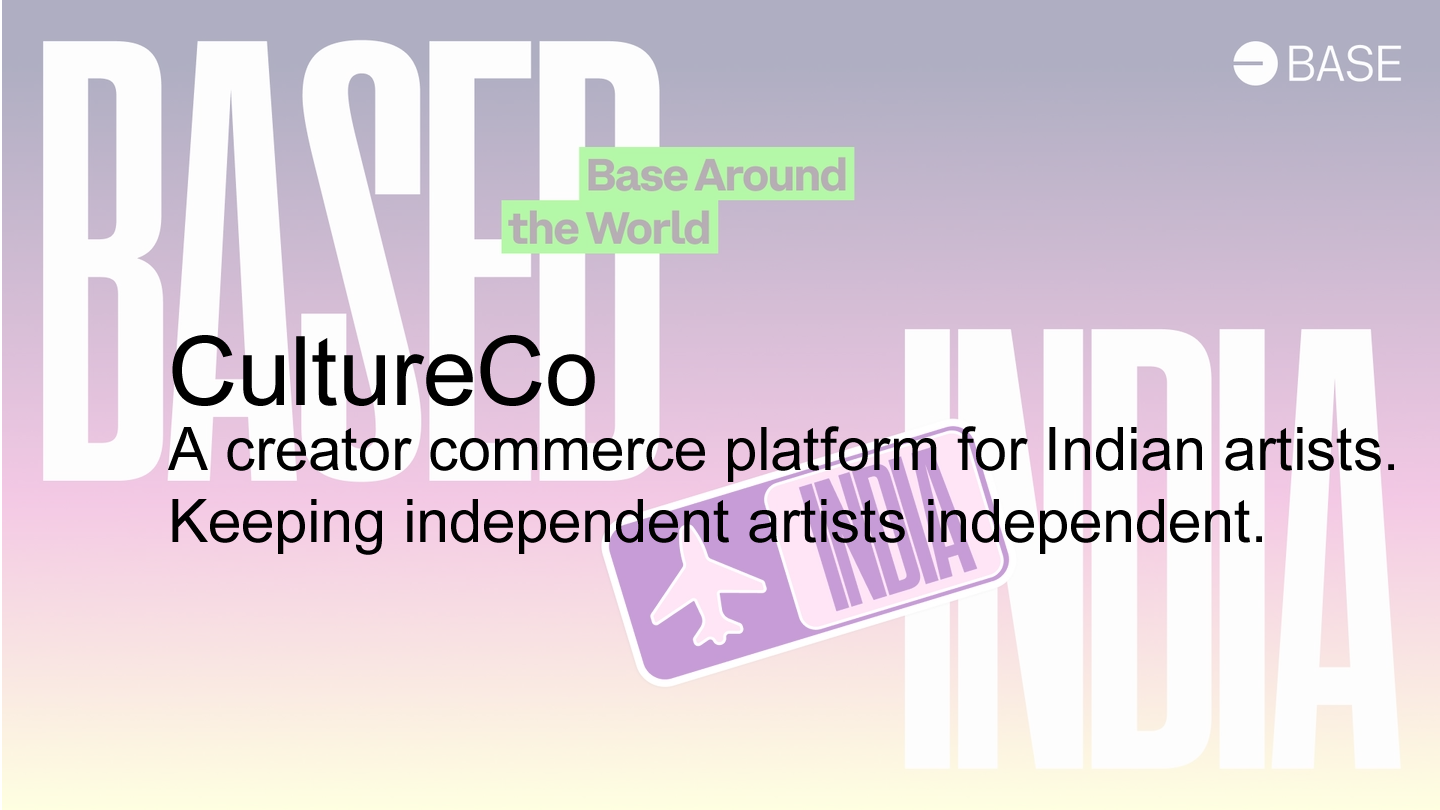 BASED
BASE
Base Around
the World
CultureCo
A creator commerce platform for Indian artists.
Keeping independent artists independent.
INDIA
INDIA